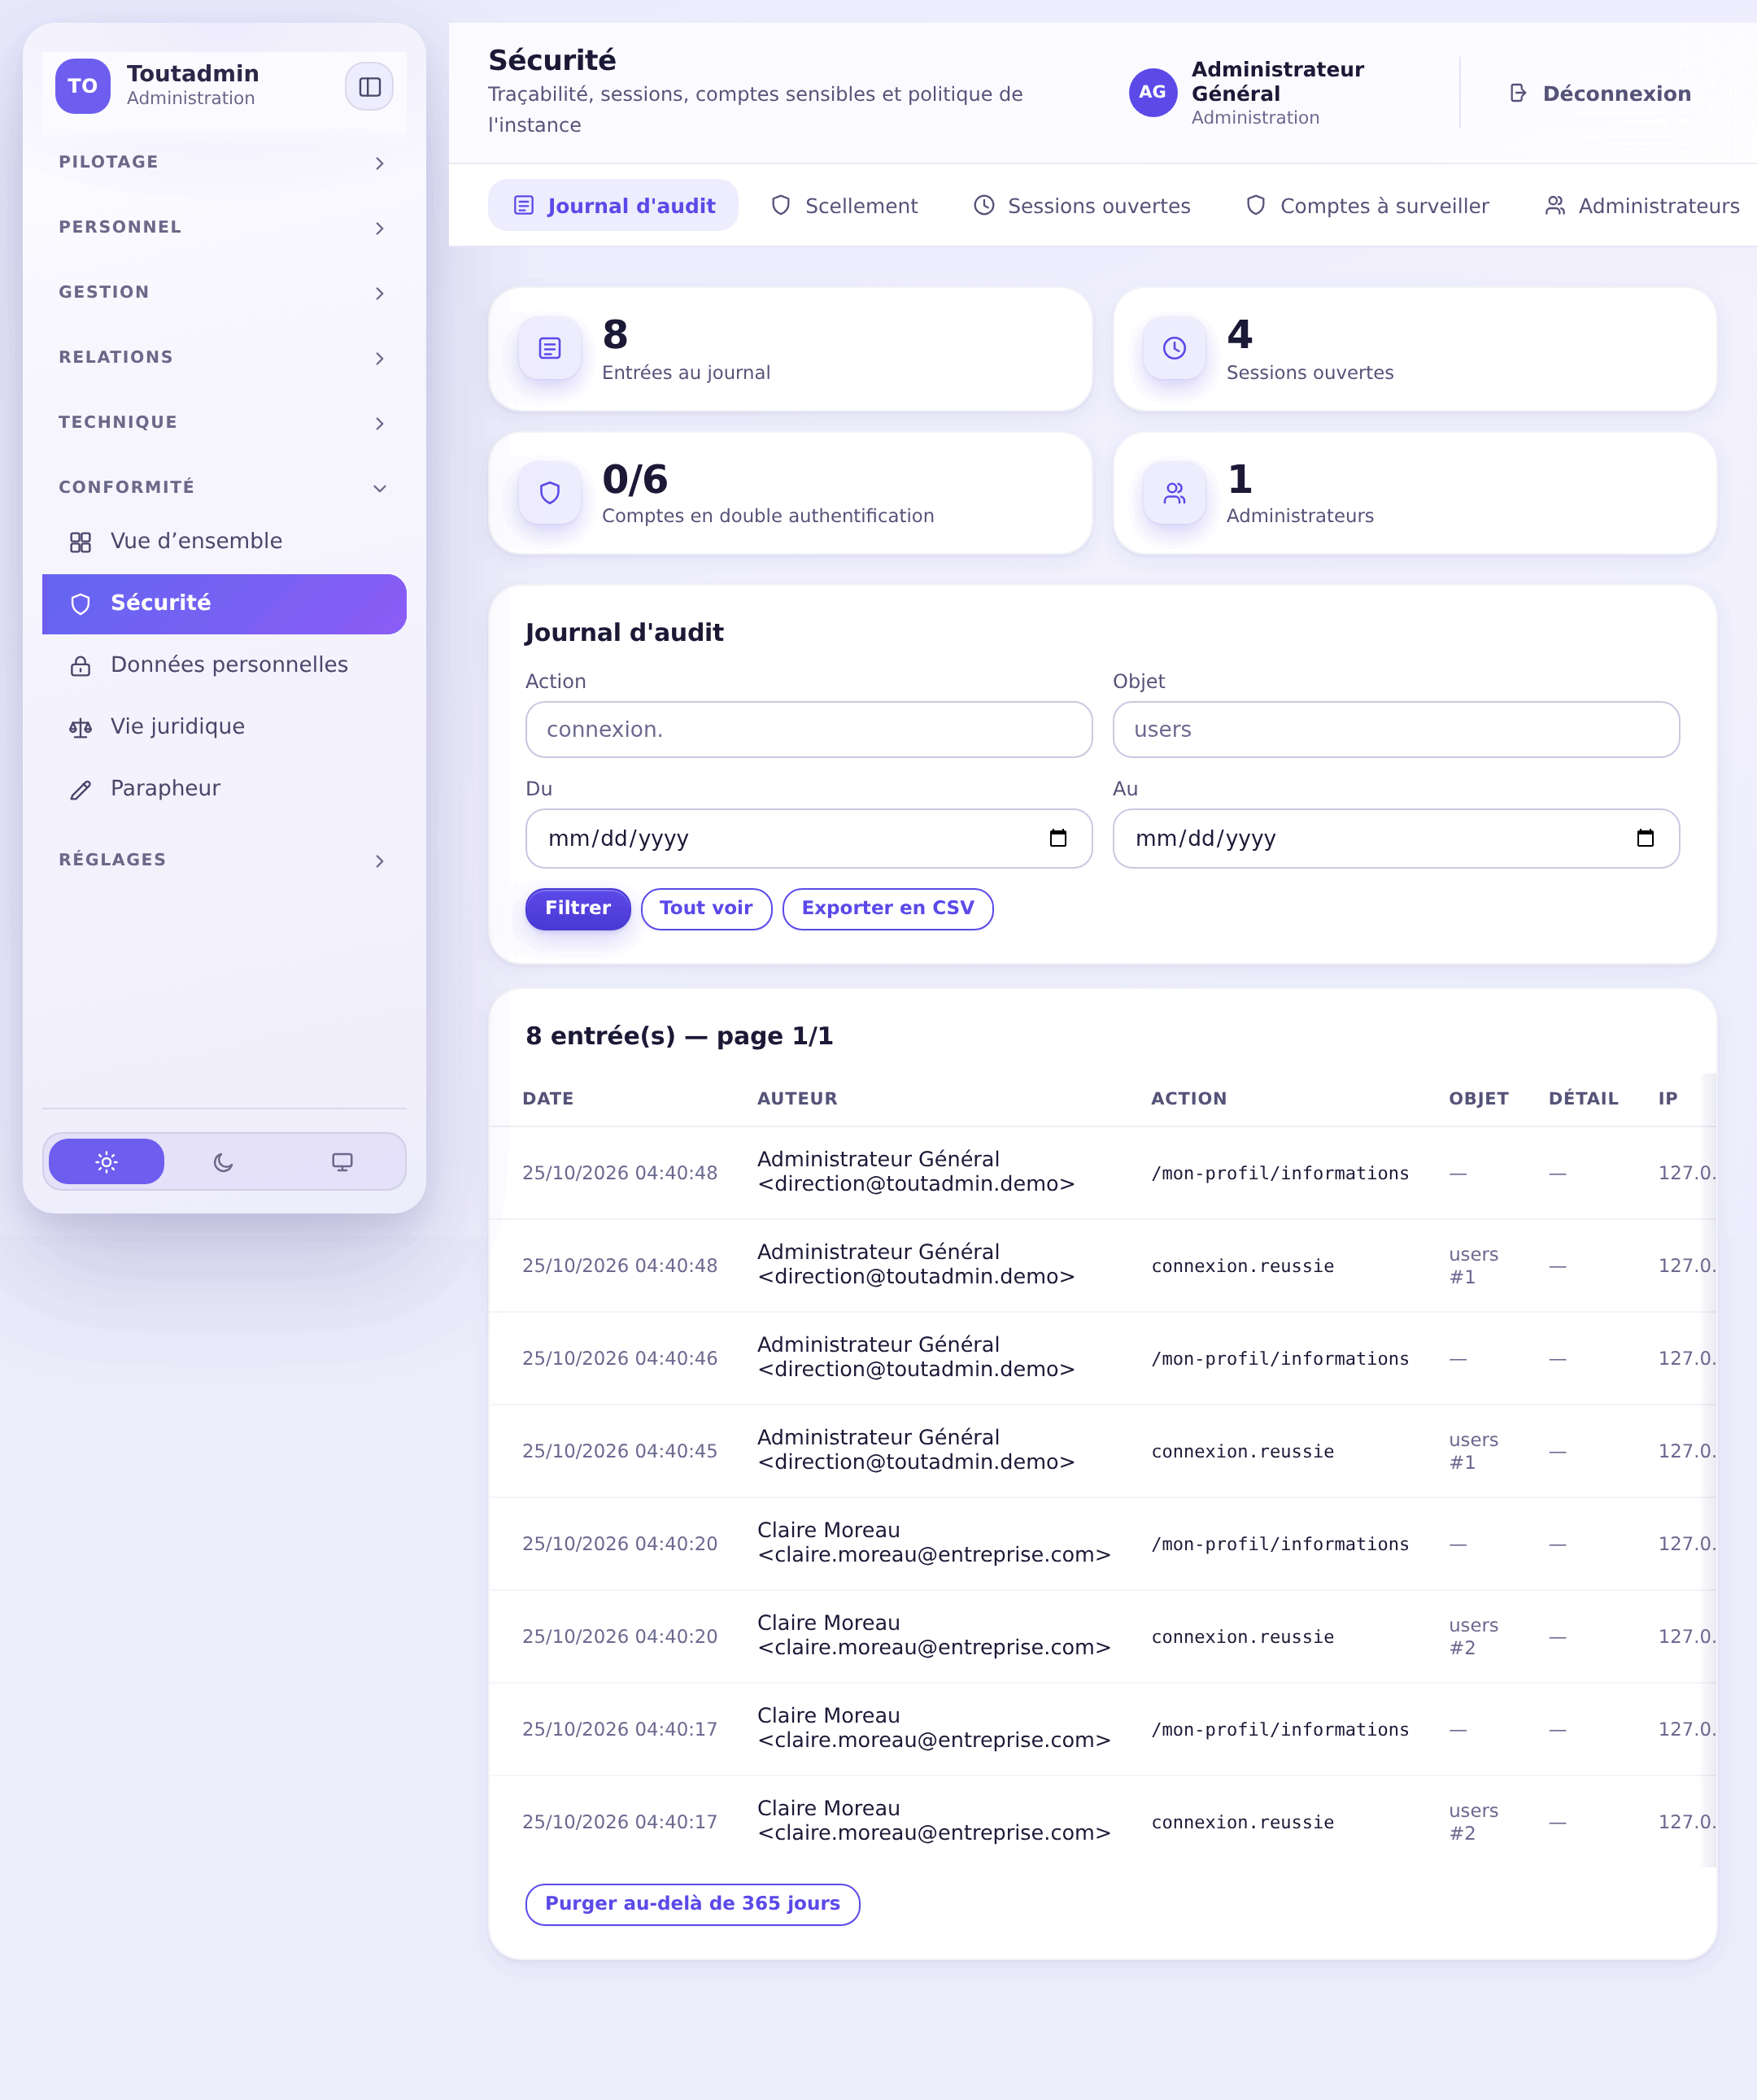 TO
Toutadmin
Administration
PILOTAGE
PERSONNEL
GESTION
RELATIONS
TECHNIQUE
CONFORMITÉ
Vue d’ensemble
Sécurité
Données personnelles
Vie juridique
Parapheur
RÉGLAGES
Sécurité
Traçabilité, sessions, comptes sensibles et politique de
l'instance
AG
Administrateur
Général
Administration
Déconnexion
Journal d'audit
Scellement
Sessions ouvertes
Comptes à surveiller
Administrateurs
8
Entrées au journal
4
Sessions ouvertes
0/6
Comptes en double authentification
1
Administrateurs
Journal d'audit
Action
Objet
connexion.
users
Du
Au
mm/dd/yyyy
mm/dd/yyyy
Filtrer
Tout voir
Exporter en CSV
8 entrée(s) — page 1/1
DATE AUTEUR ACTION OBJET DÉTAIL IP
25/10/2026 04:40:48 Administrateur Général
<direction@toutadmin.demo> /mon-profil/informations — — 127.0.
25/10/2026 04:40:48 Administrateur Général
<direction@toutadmin.demo> connexion.reussie users
#1 — 127.0.
25/10/2026 04:40:46 Administrateur Général
<direction@toutadmin.demo> /mon-profil/informations — — 127.0.
25/10/2026 04:40:45 Administrateur Général
<direction@toutadmin.demo> connexion.reussie users
#1 — 127.0.
25/10/2026 04:40:20 Claire Moreau
<claire.moreau@entreprise.com> /mon-profil/informations — — 127.0.
25/10/2026 04:40:20 Claire Moreau
<claire.moreau@entreprise.com> connexion.reussie users
#2 — 127.0.
25/10/2026 04:40:17 Claire Moreau
<claire.moreau@entreprise.com> /mon-profil/informations — — 127.0.
25/10/2026 04:40:17 Claire Moreau
<claire.moreau@entreprise.com> connexion.reussie users
#2 — 127.0.
Purger au-delà de 365 jours